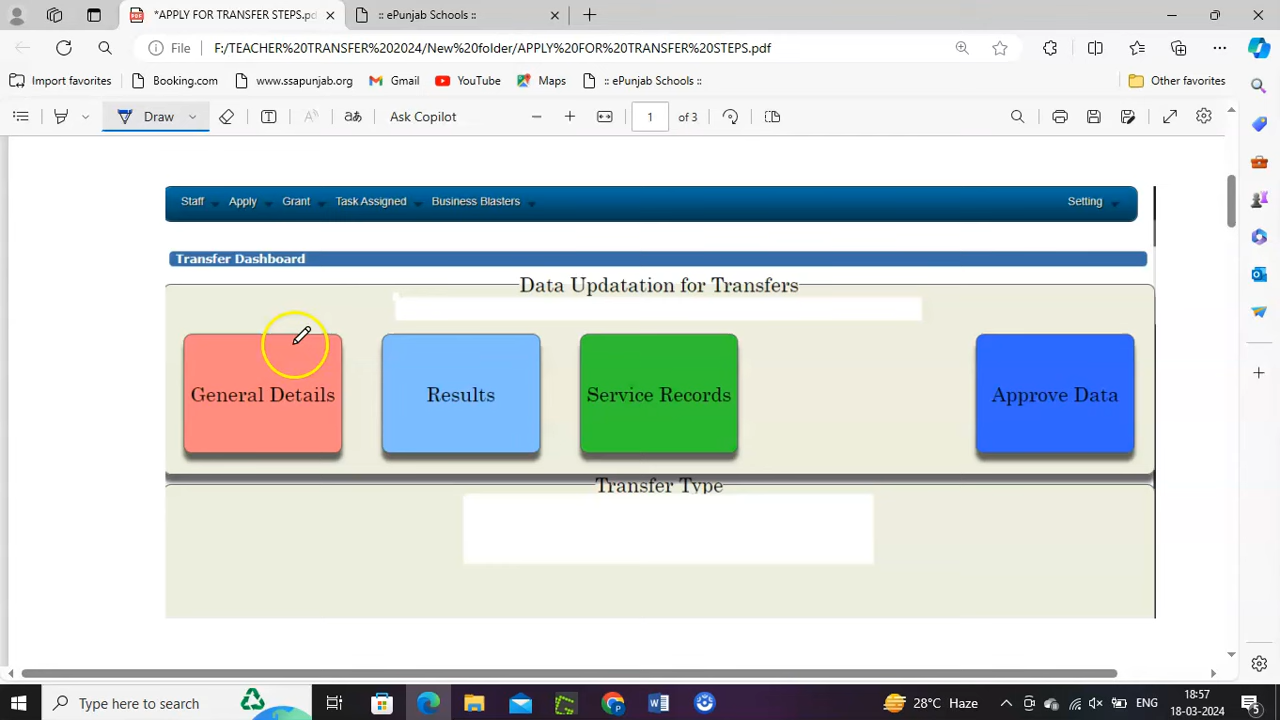 *APPLY FOR TRANSFER STEPS.pd
:: ePunjab Schools ::
File
F:/TEACHER%20TRANSFER%202024/New%20folder/APPLY%20FOR%20TRANSFER%20STEPS.pdf
Import favorites
Booking.com
www.ssapunjab.org
Gmail
YouTube
Maps
:: ePunjab Schools ::
Other favorites
Draw
Ask Copilot
1 of 3
Staff Apply Grant Task Assigned Business Blasters Setting
Transfer Dashboard
Data Updatation for Transfers
General Details
Results
Service Records
Approve Data
Transfer Type
Type here to search
28°C Haze
ENG
18:57
18-03-2024
5